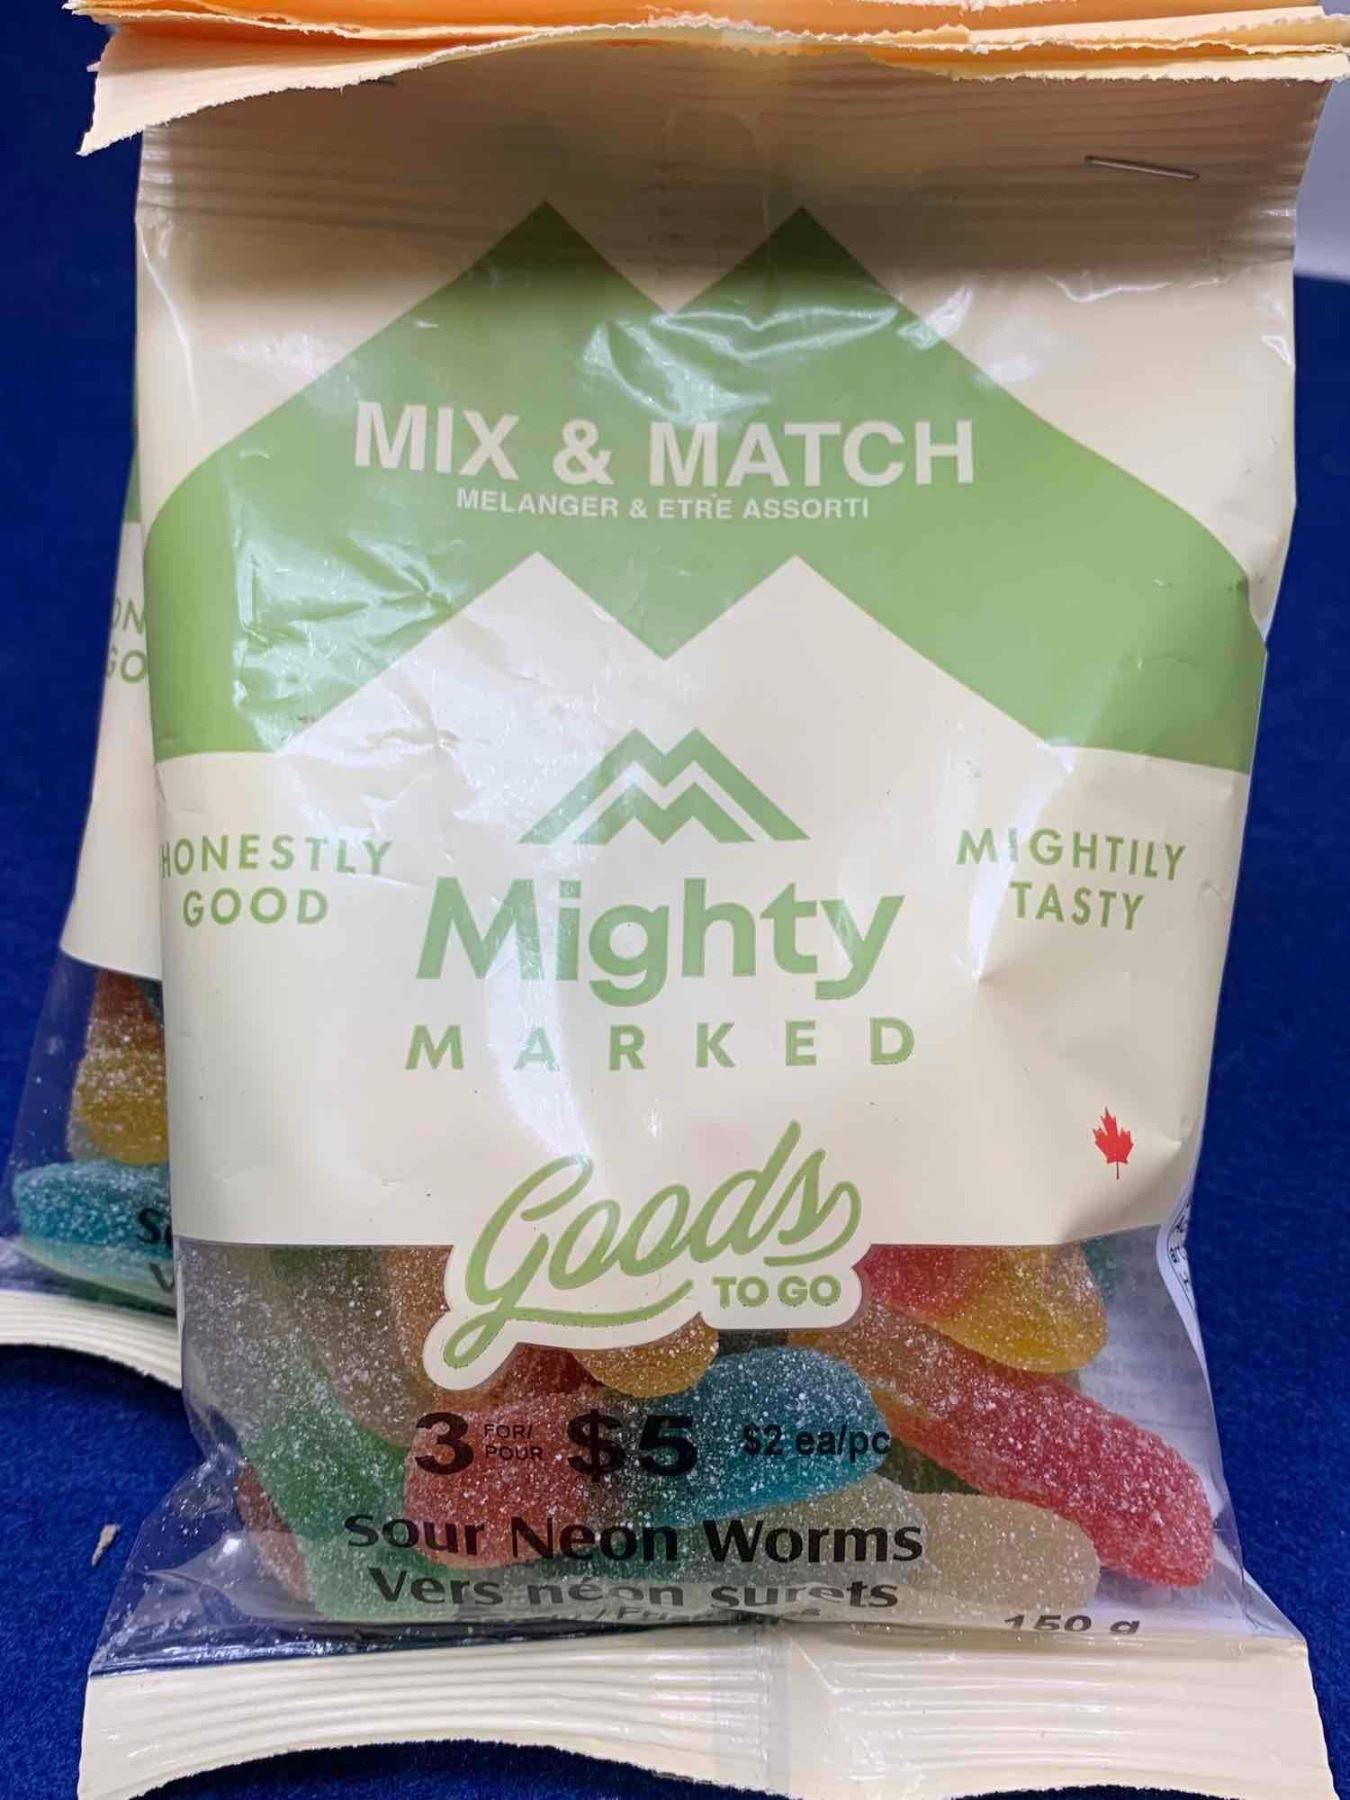 MIX & MATCH
MELANGER & ETRE ASSORTI
HONESTLY
GOOD
MIGHTILY
TASTY
Mighty
MARKED
Goods
TO GO
3 FOR/ POUR $5 $2 ea/pc
Sour Neon Worms
Vers néon surets
150 g